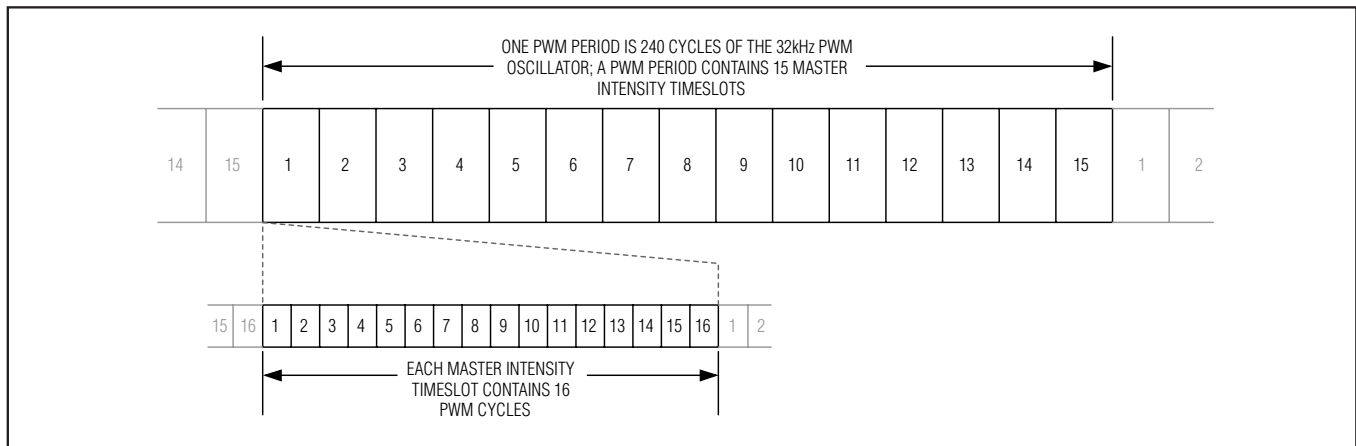 ONE PWM PERIOD IS 240 CYCLES OF THE 32kHz PWM
OSCILLATOR; A PWM PERIOD CONTAINS 15 MASTER
INTENSITY TIMESLOTS
14 15 1 2 3 4 5 6 7 8 9 10 11 12 13 14 15 1 2
15 16 1 2 3 4 5 6 7 8 9 10 11 12 13 14 15 16 1 2
EACH MASTER INTENSITY
TIMESLOT CONTAINS 16
PWM CYCLES